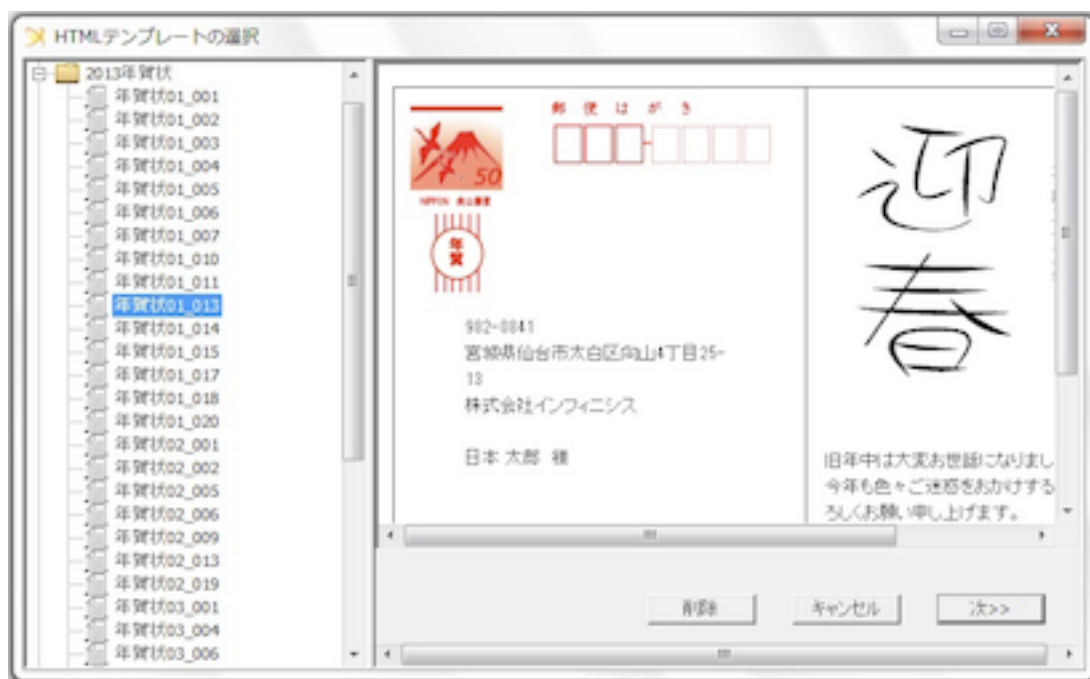 HTMLテンプレートの選択
2013年賀状
年賀状01_001
年賀状01_002
年賀状01_003
年賀状01_004
年賀状01_005
年賀状01_006
年賀状01_007
年賀状01_010
年賀状01_011
年賀状01_013
年賀状01_014
年賀状01_015
年賀状01_017
年賀状01_018
年賀状01_020
年賀状02_001
年賀状02_002
年賀状02_005
年賀状02_006
年賀状02_009
年賀状02_013
年賀状02_019
年賀状03_001
年賀状03_004
年賀状03_006
郵便はがき
50
NIPPON
年賀
982-0841
宮城県仙台市太白区向山4丁目25-
13
株式会社インフィニシス
日本 太郎 様
迎春
旧年中は大変お世話になりまし
今年も色々ご迷惑をおかけする
ろしくお願い申し上げます。
削除
キャンセル
次>>